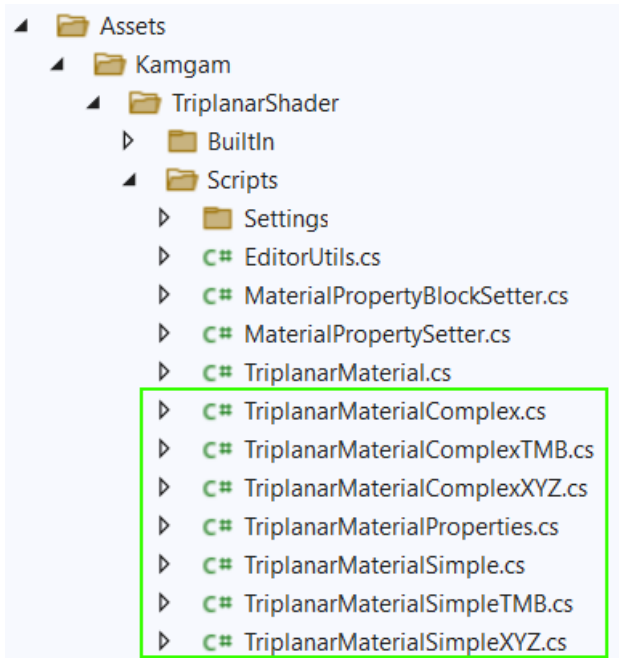 Assets
Kamgam
TriplanarShader
BuiltIn
Scripts
Settings
C# EditorUtils.cs
C# MaterialPropertyBlockSetter.cs
C# MaterialPropertySetter.cs
C# TriplanarMaterial.cs
C# TriplanarMaterialComplex.cs
C# TriplanarMaterialComplexTMB.cs
C# TriplanarMaterialComplexXYZ.cs
C# TriplanarMaterialProperties.cs
C# TriplanarMaterialSimple.cs
C# TriplanarMaterialSimpleTMB.cs
C# TriplanarMaterialSimpleXYZ.cs